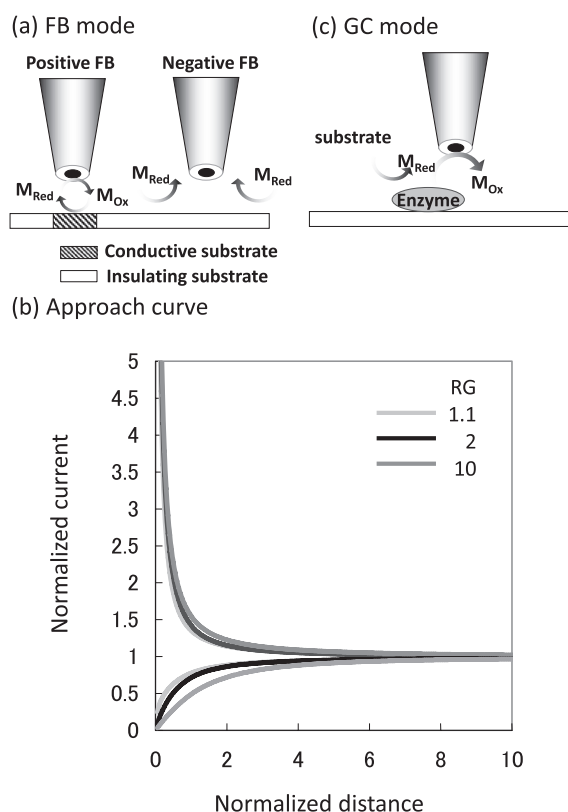 (a) FB mode
Positive FB
Negative FB
M_Red
M_Ox
M_Red
M_Red
Conductive substrate
Insulating substrate
(c) GC mode
substrate
M_Red
M_Ox
Enzyme
(b) Approach curve
Normalized current
5
4.5
4
3.5
3
2.5
2
1.5
1
0.5
0
RG
1.1
2
10
0 2 4 6 8 10
Normalized distance